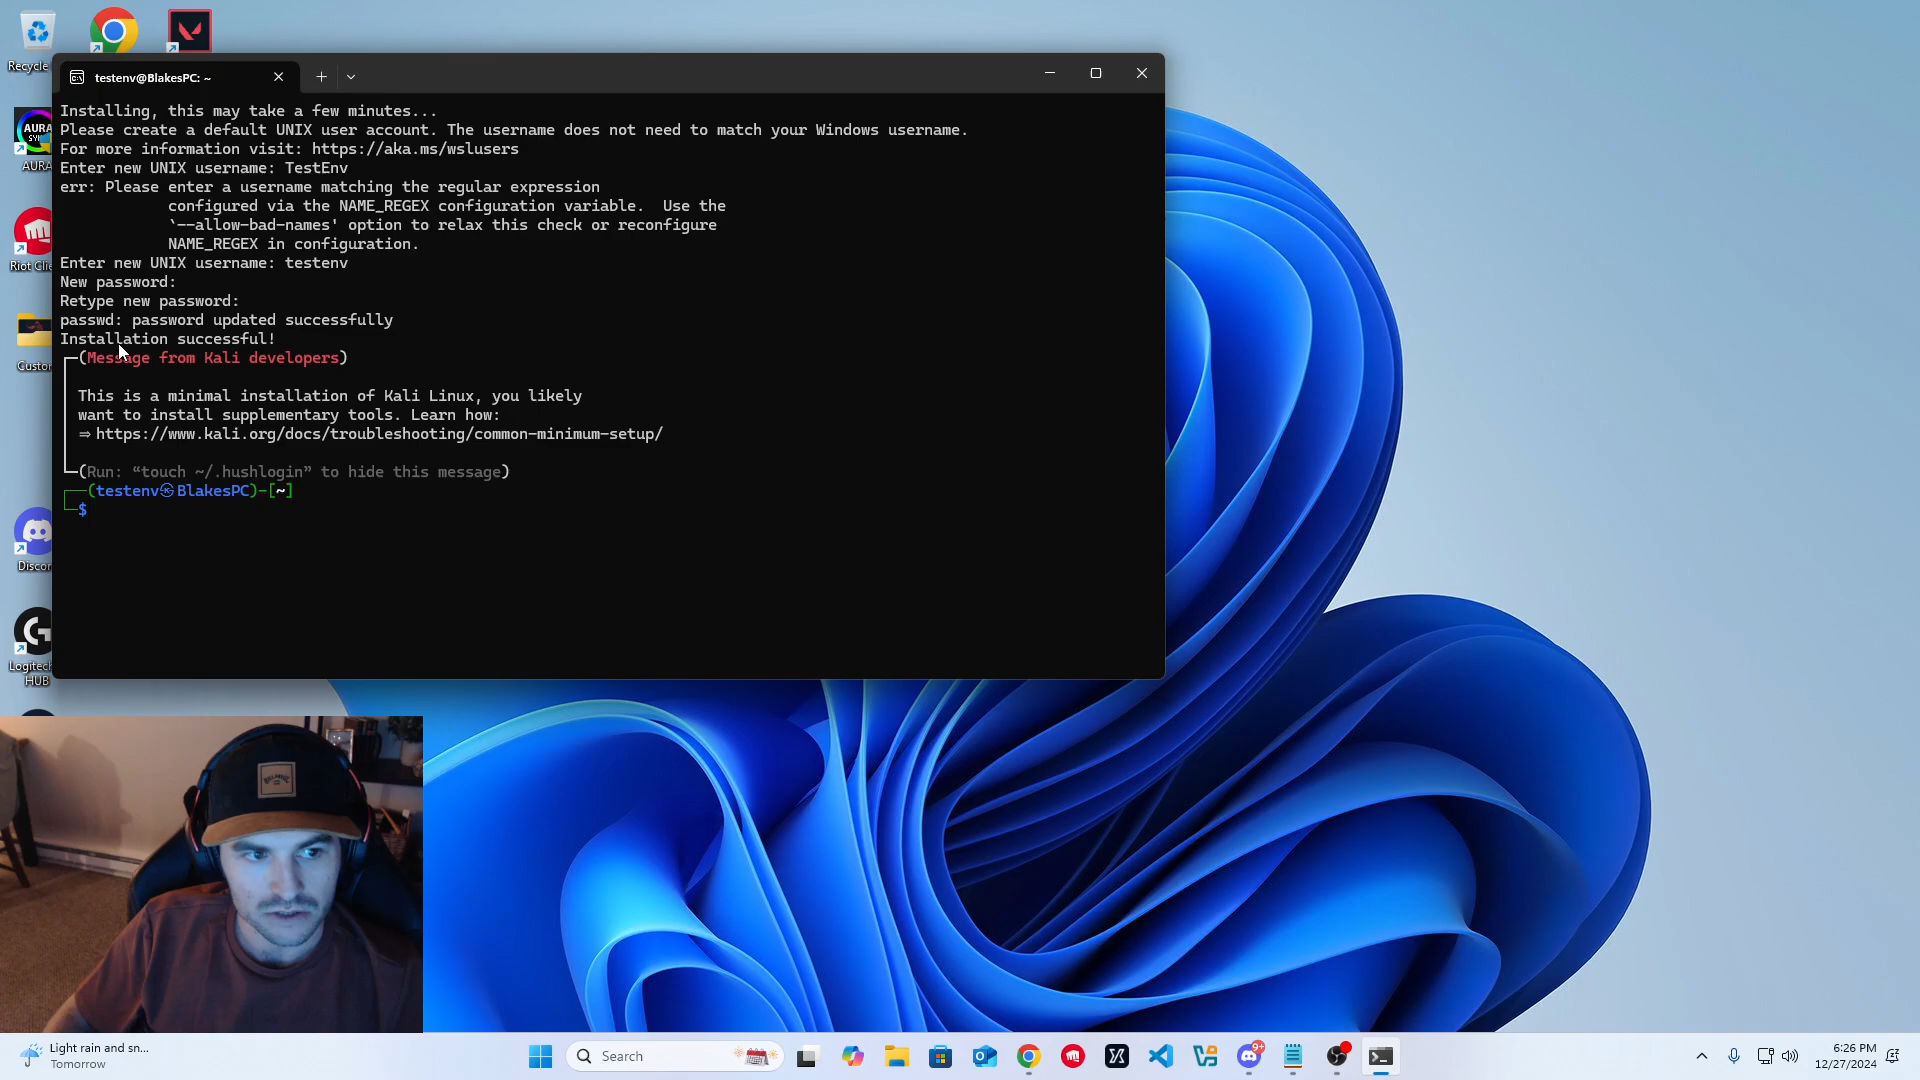 Recycle
testenv@BlakesPC: ~
Installing, this may take a few minutes...
Please create a default UNIX user account. The username does not need to match your Windows username.
For more information visit: https://aka.ms/wslusers
Enter new UNIX username: TestEnv
err: Please enter a username matching the regular expression
configured via the NAME_REGEX configuration variable.  Use the
`--allow-bad-names' option to relax this check or reconfigure
NAME_REGEX in configuration.
Enter new UNIX username: testenv
New password:
Retype new password:
passwd: password updated successfully
Installation successful!
┌─(Message from Kali developers)
This is a minimal installation of Kali Linux, you likely
want to install supplementary tools. Learn how:
⇒ https://www.kali.org/docs/troubleshooting/common-minimum-setup/
└─(Run: “touch ~/.hushlogin” to hide this message)
┌──(testenv㉿BlakesPC)-[~]
└─$
AURA
SYN
AURA
Riot Clie
Custo
Discor
Logitech
HUB
Light rain and sn...
Tomorrow
Search
9+
6:26 PM
12/27/2024